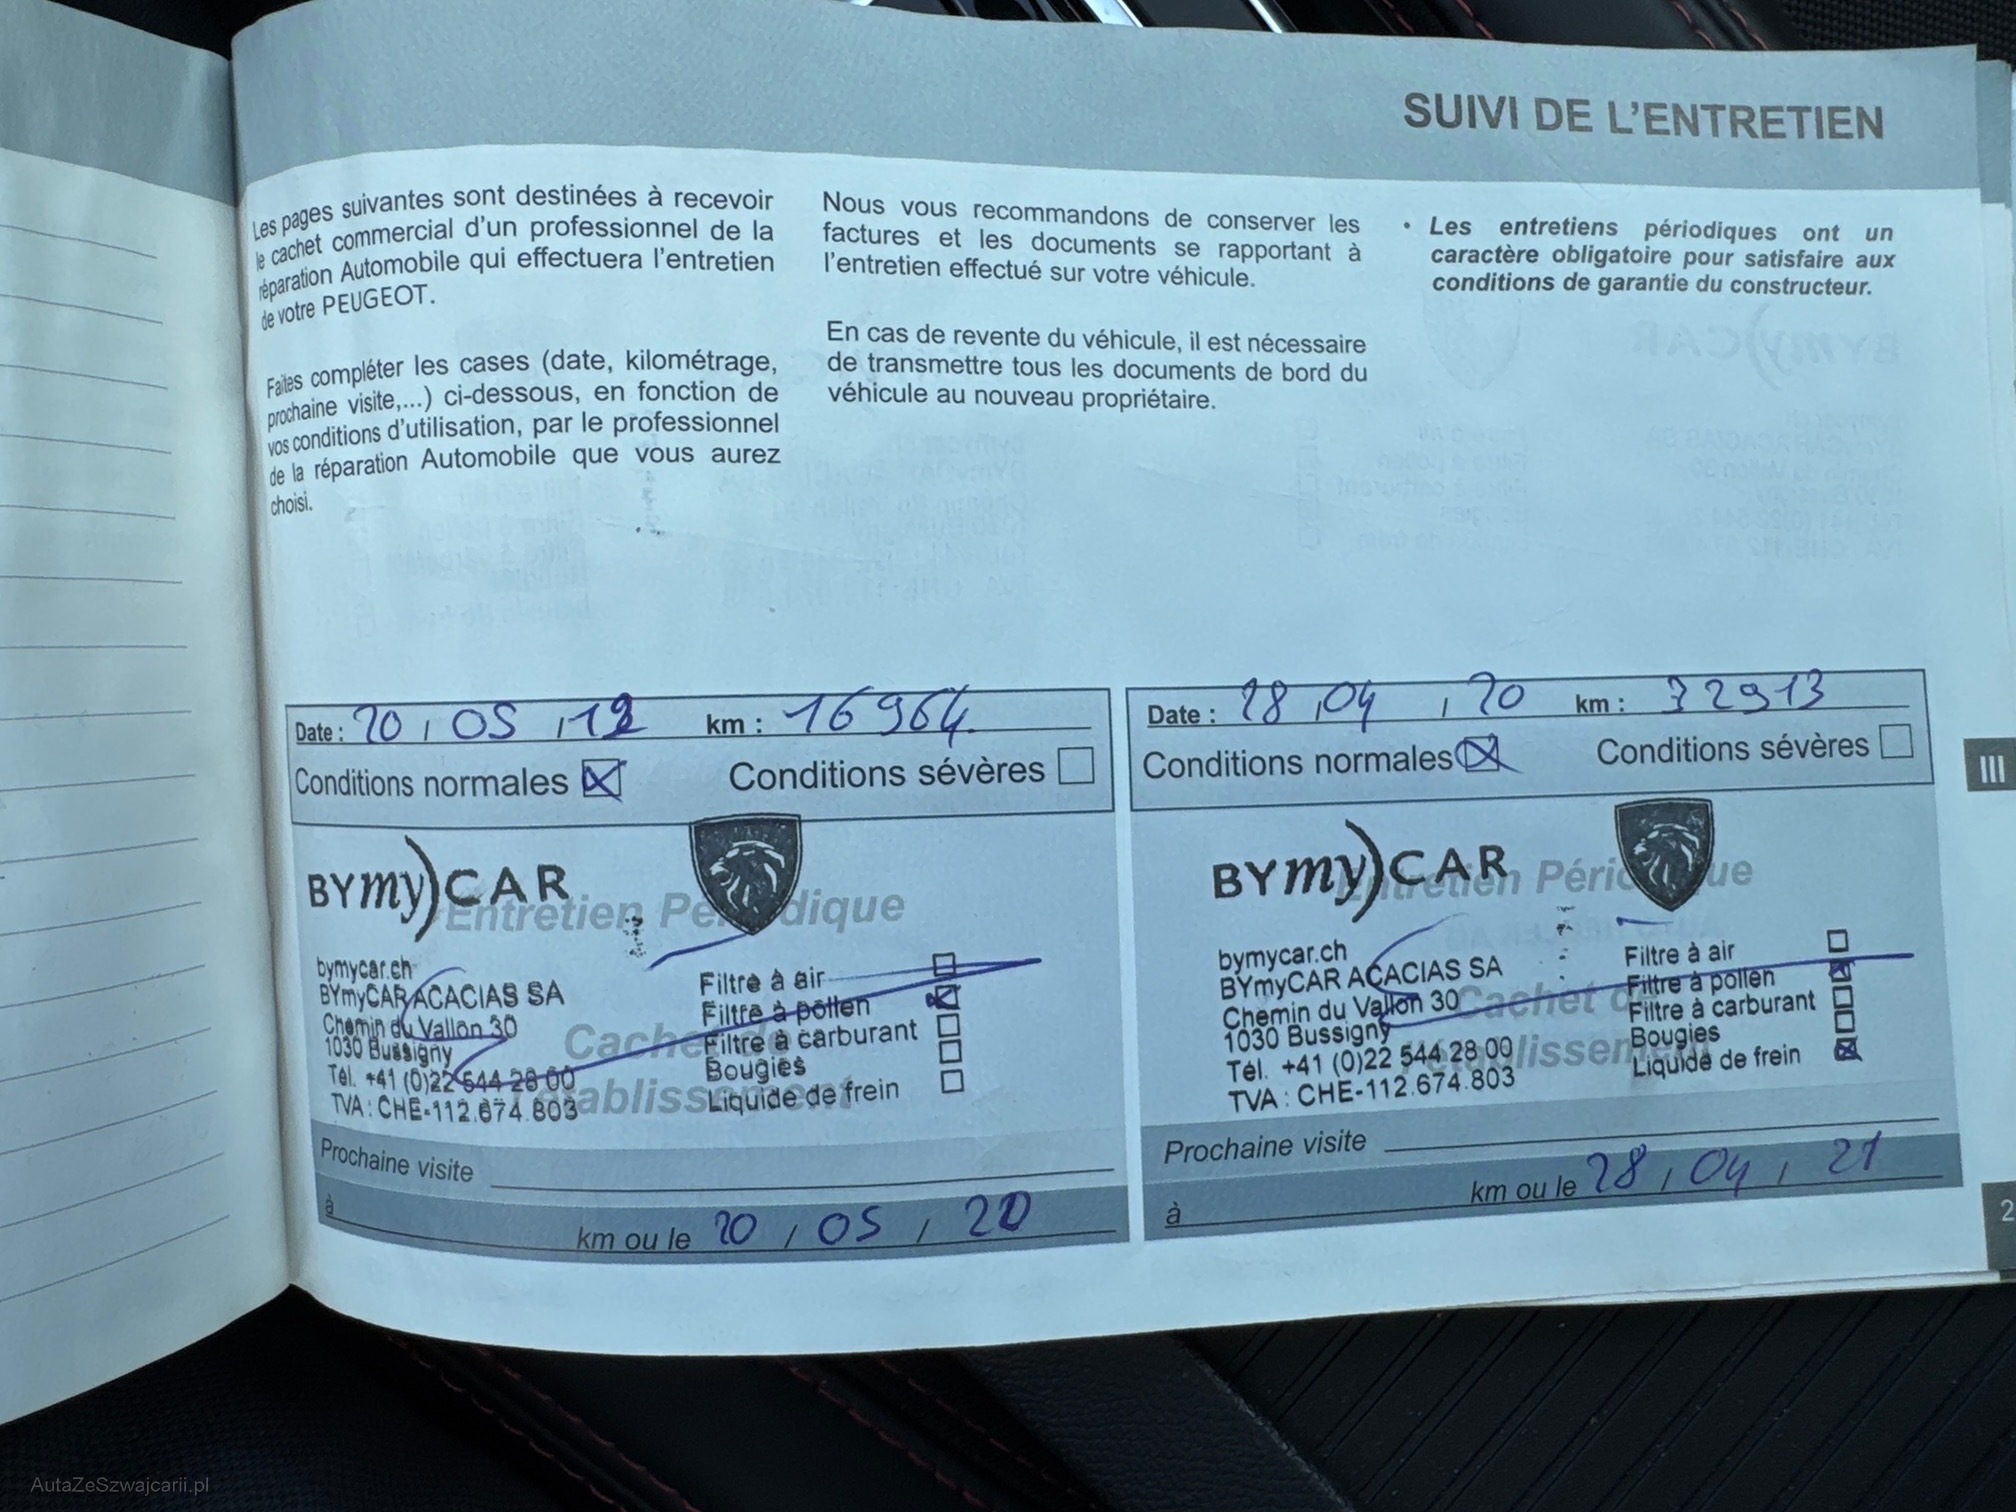 SUIVI DE L'ENTRETIEN
Les pages suivantes sont destinées à recevoir
le cachet commercial d'un professionnel de la
réparation Automobile qui effectuera l'entretien
de votre PEUGEOT.
Faites compléter les cases (date, kilométrage,
prochaine visite,...) ci-dessous, en fonction de
vos conditions d'utilisation, par le professionnel
de la réparation Automobile que vous aurez
choisi.
Nous vous recommandons de conserver les
factures et les documents se rapportant à
l'entretien effectué sur votre véhicule.
En cas de revente du véhicule, il est nécessaire
de transmettre tous les documents de bord du
véhicule au nouveau propriétaire.
• Les entretiens périodiques ont un
caractère obligatoire pour satisfaire aux
conditions de garantie du constructeur.
Date : 20 / 05 / 19 km : 16964
Conditions normales Conditions sévères
BYmy)CAR
Entretien Périodique
bymycar.ch
BYmyCAR ACACIAS SA
Chemin du Vallon 30
1030 Bussigny
Tél. +41 (0)22 544 28 00
TVA : CHE-112.674.803
Filtre à air
Filtre à pollen
Filtre à carburant
Bougies
Liquide de frein
Prochaine visite
à
km ou le 20 / 05 / 20
Date : 28 / 04 / 20 km : 32913
Conditions normales Conditions sévères
BYmy)CAR
Entretien Périodique
bymycar.ch
BYmyCAR ACACIAS SA
Chemin du Vallon 30
1030 Bussigny
Tél. +41 (0)22 544 28 00
TVA : CHE-112.674.803
Cachet de
l'établissement
Filtre à air
Filtre à pollen
Filtre à carburant
Bougies
Liquide de frein
Prochaine visite
à
km ou le 28 / 04 / 21
III
2
AutaZeSzwajcarii.pl